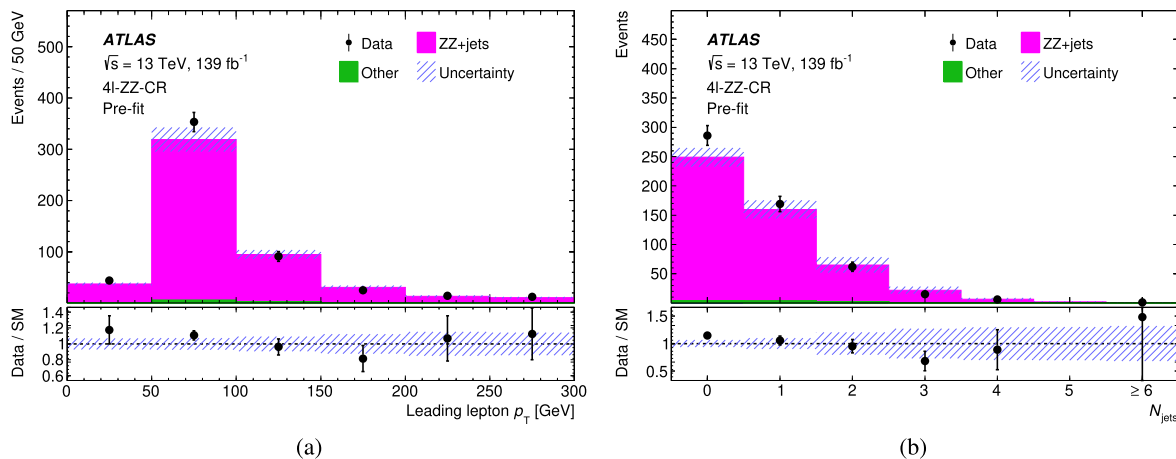 Events / 50 GeV
500
400
300
200
100
ATLAS
√s = 13 TeV, 139 fb⁻¹
4l-ZZ-CR
Pre-fit
Data
ZZ+jets
Other
Uncertainty
Data / SM
1.4
1.2
1
0.8
0.6
0 50 100 150 200 250 300
Leading lepton pT [GeV]
(a)
Events
450
400
350
300
250
200
150
100
50
ATLAS
√s = 13 TeV, 139 fb⁻¹
4l-ZZ-CR
Pre-fit
Data
ZZ+jets
Other
Uncertainty
Data / SM
1.5
1
0.5
0 1 2 3 4 5 ≥ 6
Njets
(b)